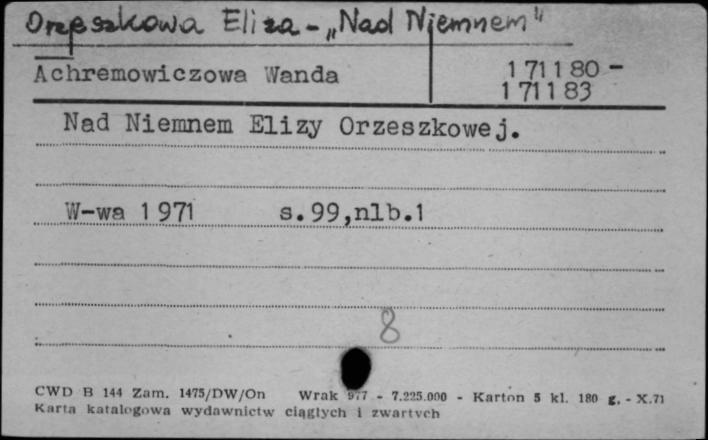 Orzeszkowa Eliza - „Nad Niemnem"
Achremowiczowa Wanda 171180-
171183
Nad Niemnem Elizy Orzeszkowej.
W-wa 1971 s.99,nlb.1
8
CWD B 144 Zam. 1475/DW/On Wrak 977 - 7.225.000 - Karton 5 kl. 180 g. - X.71
Karta katalogowa wydawnictw ciągłych i zwartych